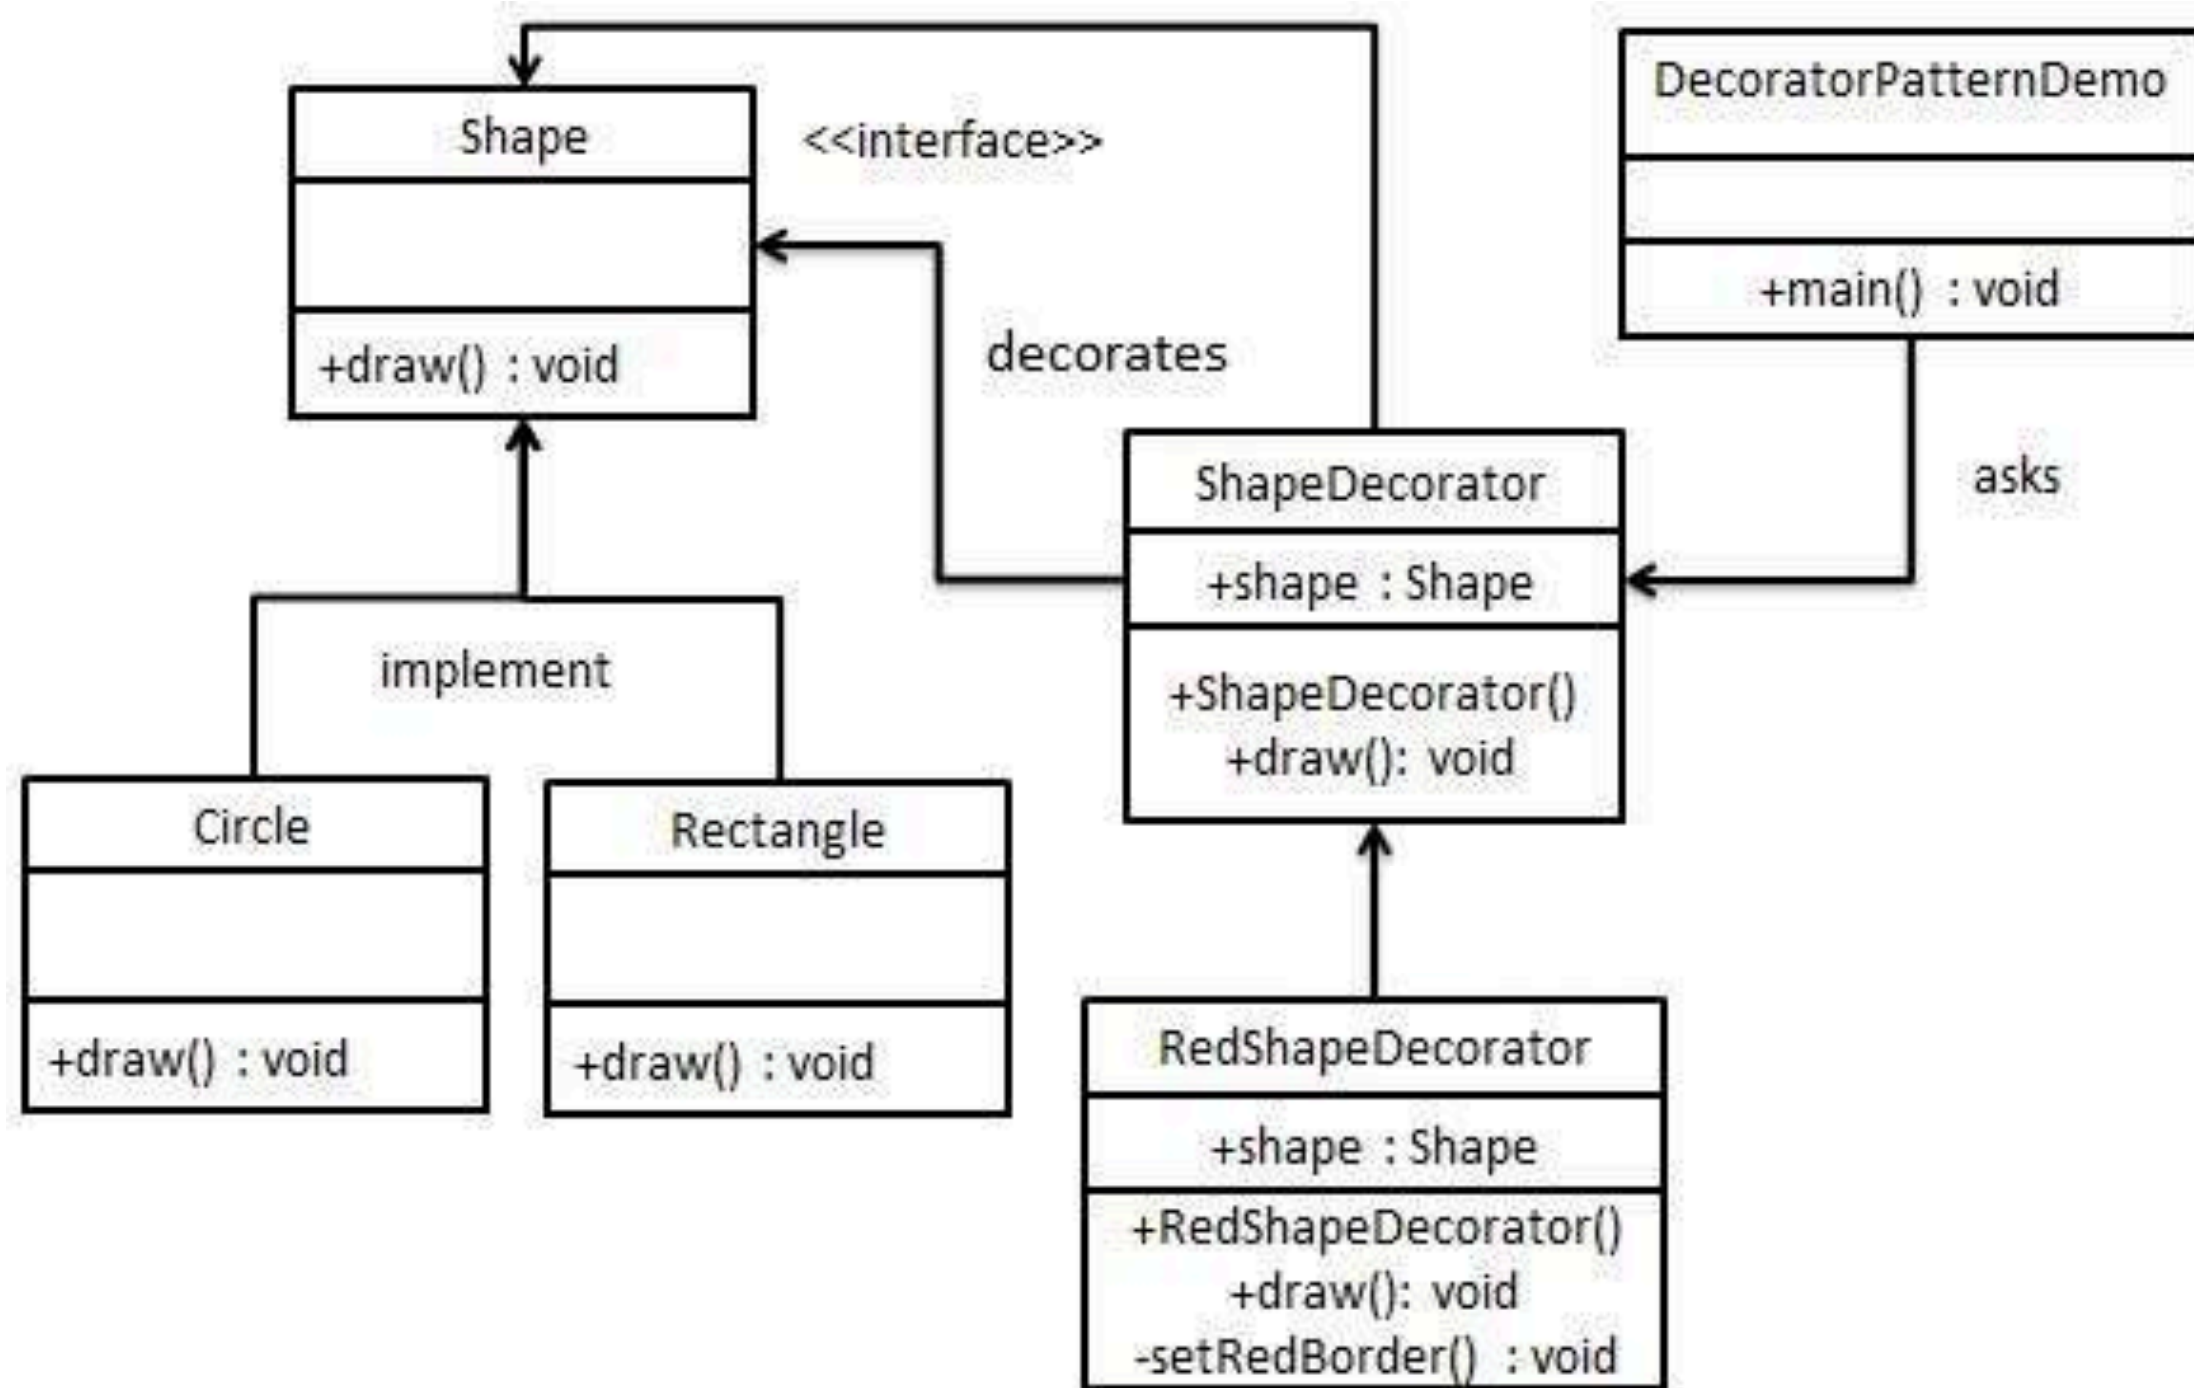 Shape
<<interface>>
+draw() : void
decorates
DecoratorPatternDemo
+main() : void
asks
ShapeDecorator
+shape : Shape
+ShapeDecorator()
+draw(): void
implement
Circle
+draw() : void
Rectangle
+draw() : void
RedShapeDecorator
+shape : Shape
+RedShapeDecorator()
+draw(): void
-setRedBorder() : void